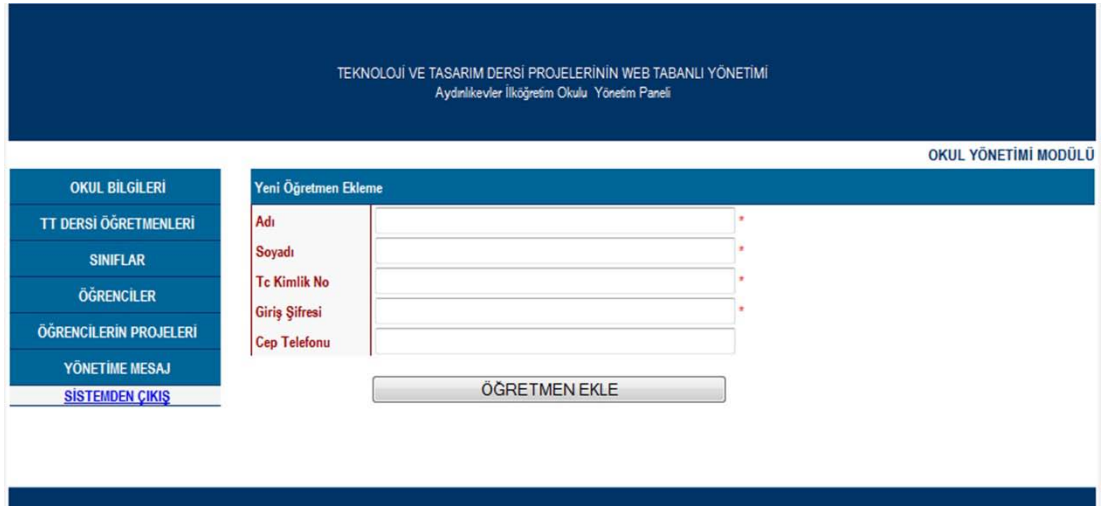 TEKNOLOJİ VE TASARIM DERSİ PROJELERİNİN WEB TABANLI YÖNETİMİ
Aydınlıkevler İlköğretim Okulu Yönetim Paneli
OKUL YÖNETİMİ MODÜLÜ
OKUL BİLGİLERİ
TT DERSİ ÖĞRETMENLERİ
SINIFLAR
ÖĞRENCİLER
ÖĞRENCİLERİN PROJELERİ
YÖNETİME MESAJ
SİSTEMDEN ÇIKIŞ
Yeni Öğretmen Ekleme
Adı *
Soyadı *
Tc Kimlik No *
Giriş Şifresi *
Cep Telefonu
ÖĞRETMEN EKLE